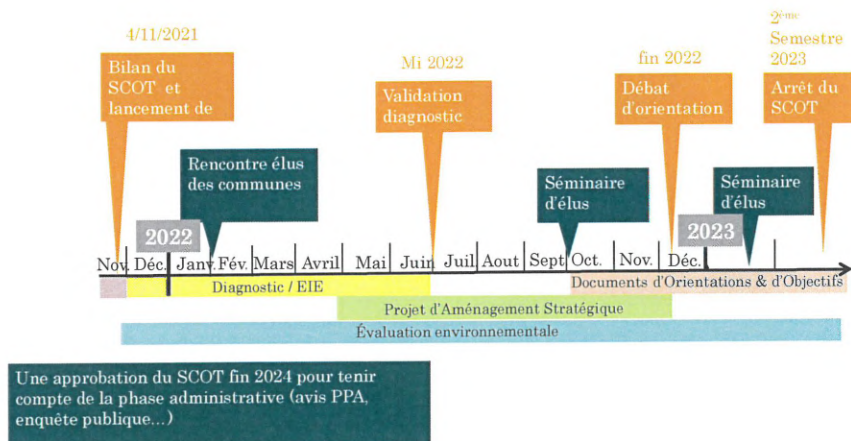 4/11/2021
Bilan du
SCOT et
lancement de
Mi 2022
Validation
diagnostic
fin 2022
Débat
d'orientation
2ème
Semestre
2023
Arrêt du
SCOT
Rencontre élus
des communes
Séminaire
d'élus
Séminaire
d'élus
2022
2023
Nov. Déc. Janv. Fév. Mars Avril Mai Juin Juil. Aout Sept Oct. Nov. Déc.
Diagnostic / EIE
Documents d'Orientations & d'Objectifs
Projet d'Aménagement Stratégique
Évaluation environnementale
Une approbation du SCOT fin 2024 pour tenir
compte de la phase administrative (avis PPA,
enquête publique...)